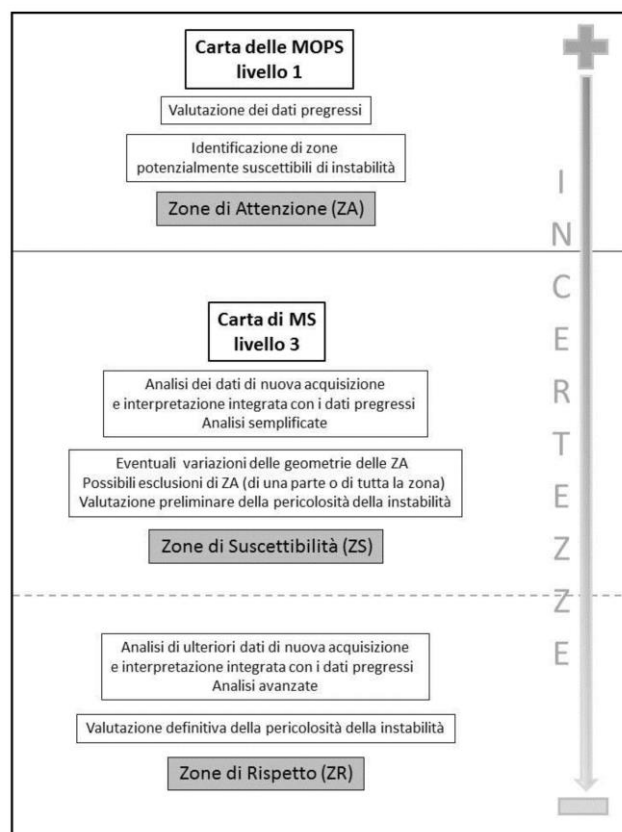 Carta delle MOPS
livello 1
Valutazione dei dati pregressi
Identificazione di zone
potenzialmente suscettibili di instabilità
Zone di Attenzione (ZA)
Carta di MS
livello 3
Analisi dei dati di nuova acquisizione
e interpretazione integrata con i dati pregressi
Analisi semplificate
Eventuali variazioni delle geometrie delle ZA
Possibili esclusioni di ZA (di una parte o di tutta la zona)
Valutazione preliminare della pericolosità della instabilità
Zone di Suscettibilità (ZS)
Analisi di ulteriori dati di nuova acquisizione
e interpretazione integrata con i dati pregressi
Analisi avanzate
Valutazione definitiva della pericolosità della instabilità
Zone di Rispetto (ZR)
INCERTEZZE